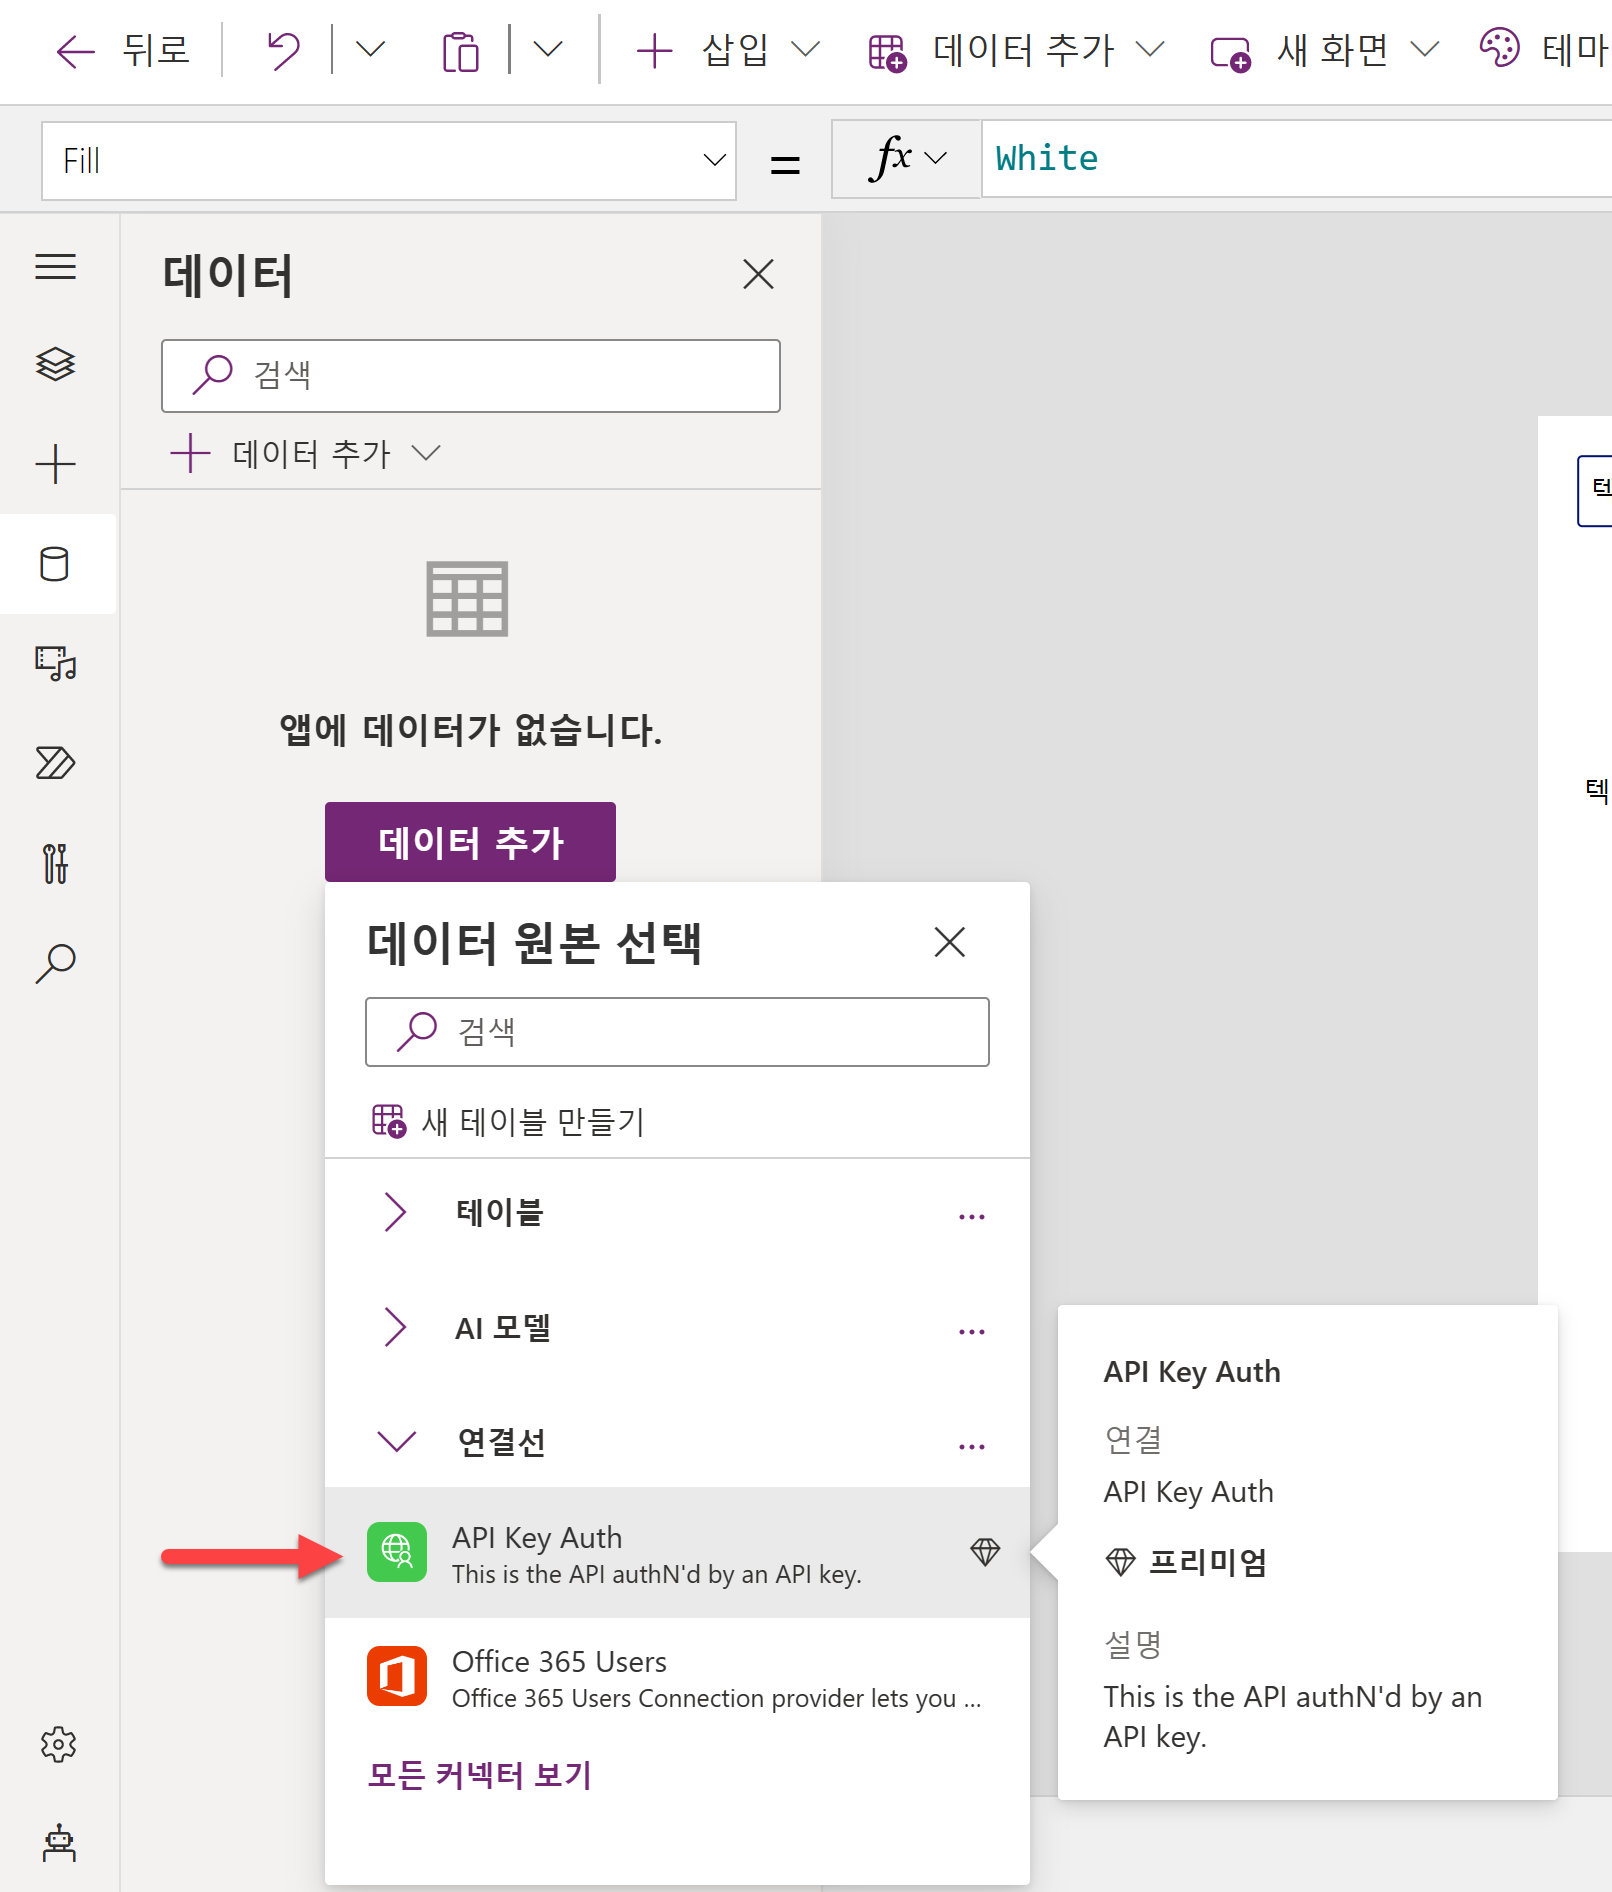 뒤로
삽입
데이터 추가
새 화면
테마
Fill
=
fx
White
데이터
검색
데이터 추가
앱에 데이터가 없습니다.
데이터 추가
데이터 원본 선택
검색
새 테이블 만들기
테이블
...
AI 모델
...
연결선
...
API Key Auth
This is the API authN'd by an API key.
Office 365 Users
Office 365 Users Connection provider lets you ...
모든 커넥터 보기
API Key Auth
연결
API Key Auth
프리미엄
설명
This is the API authN'd by an
API key.
텍